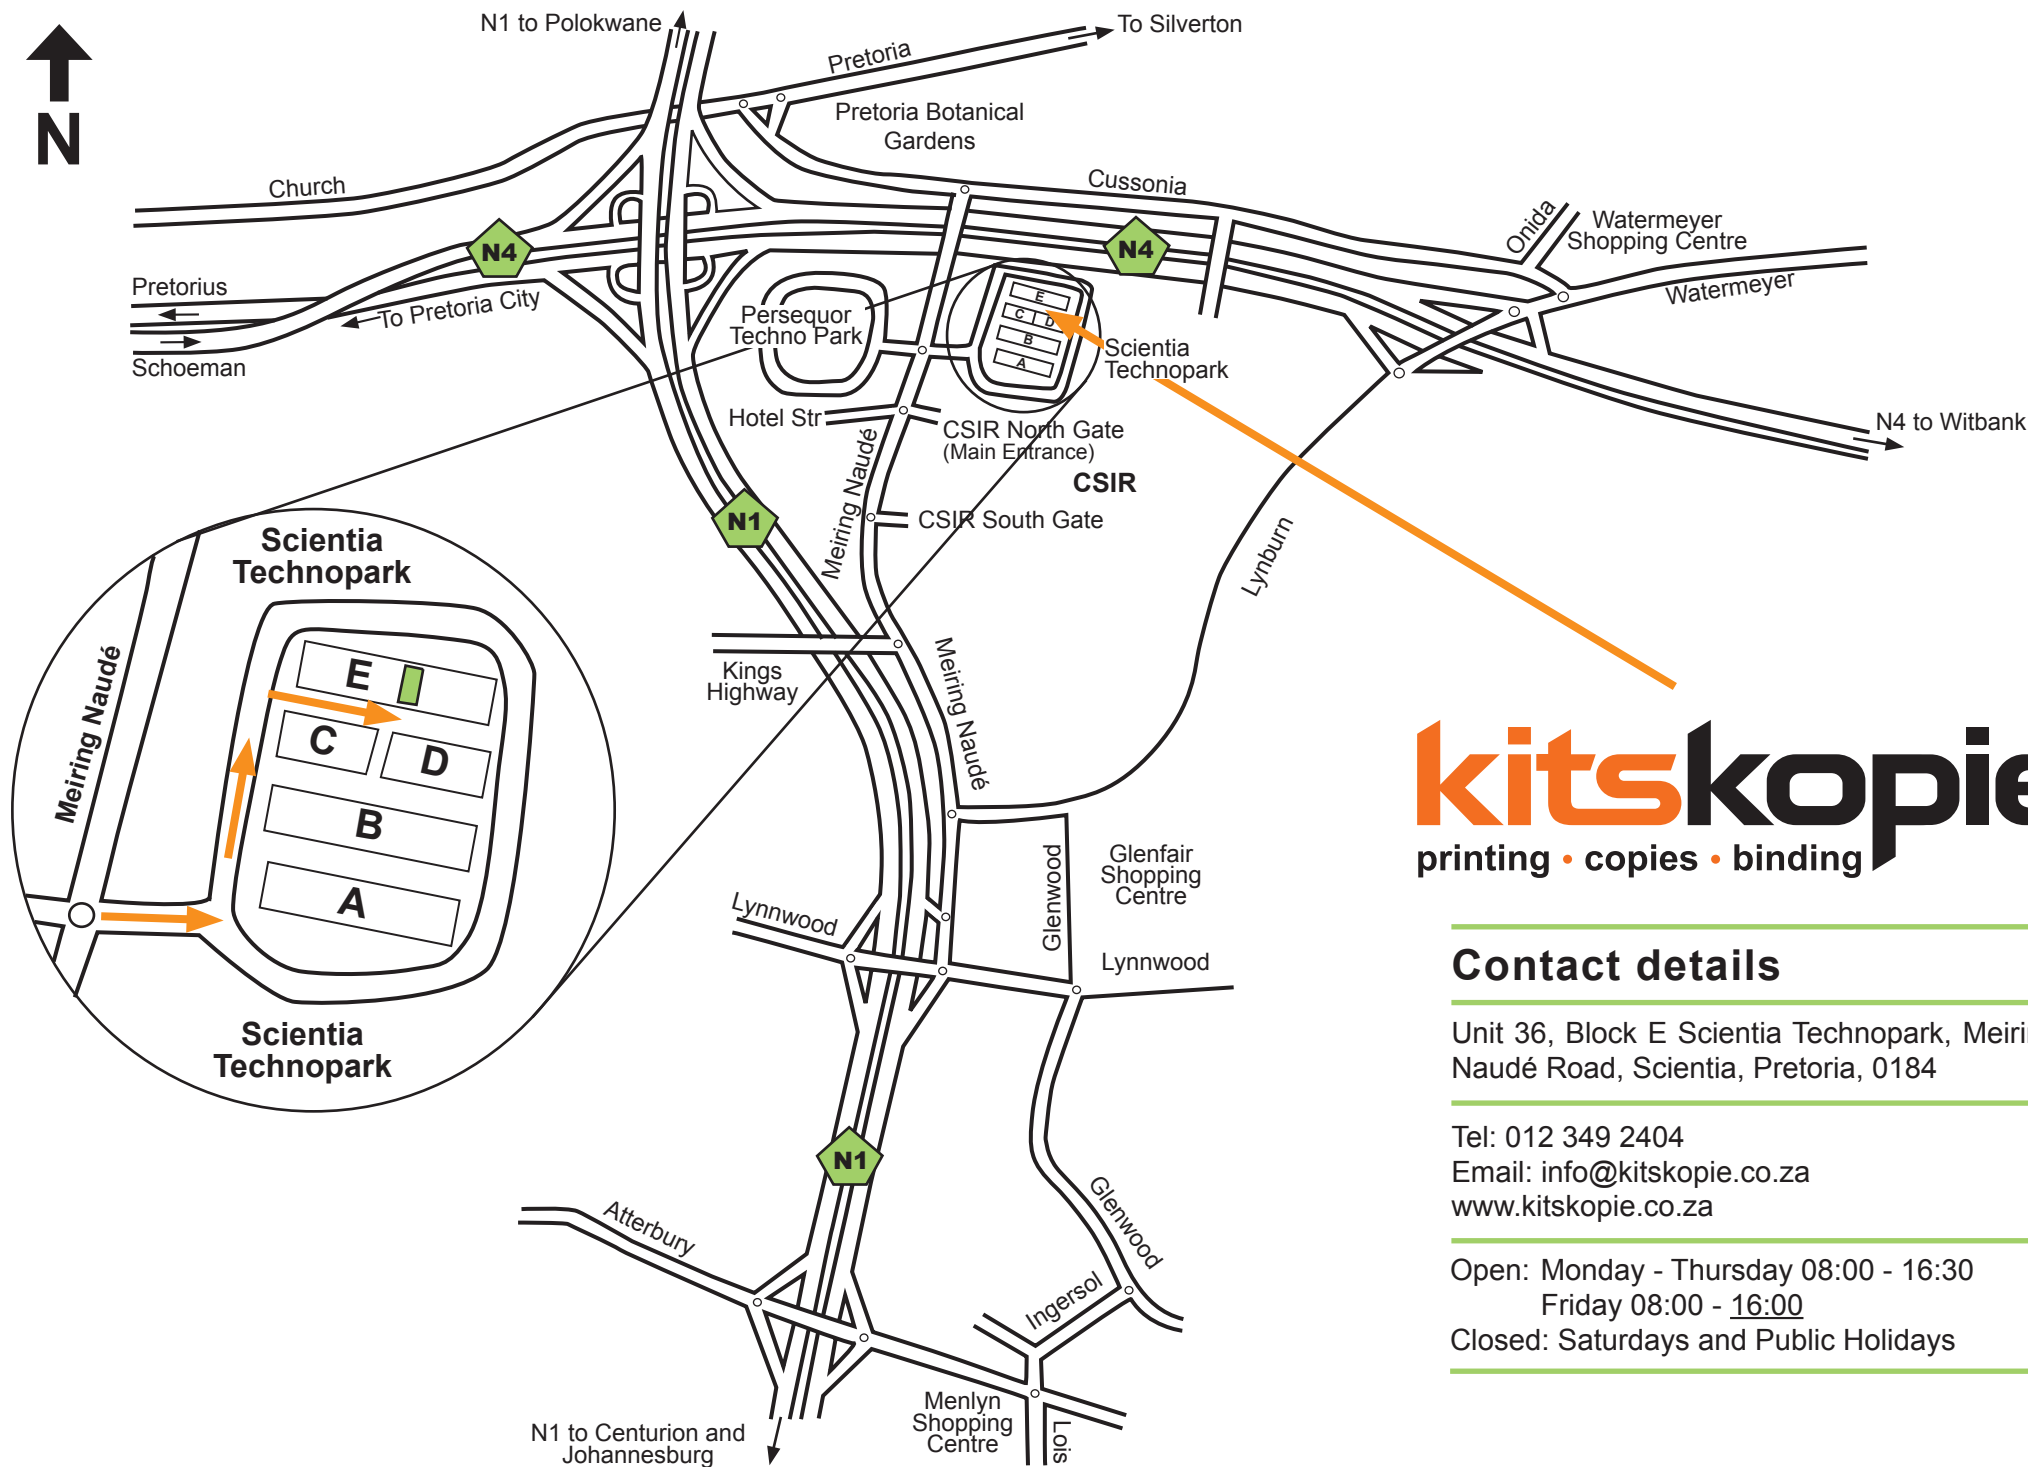 N1 to Polokwane
To Silverton
Pretoria
N
Pretoria Botanical
Gardens
Church
Cussonia
Onida
Watermeyer
Shopping Centre
N4
N4
Pretorius
To Pretoria City
Watermeyer
Schoeman
Persequor
Techno Park
E
C D
B
A
Scientia
Technopark
Hotel Str
CSIR North Gate
(Main Entrance)
N4 to Witbank
CSIR
Meiring Naudé
N1
CSIR South Gate
Lynburn
Scientia
Technopark
Meiring Naudé
E
C
D
B
A
Scientia
Technopark
Kings
Highway
Meiring Naudé
kitskopie
printing • copies • binding
Glenwood
Glenfair
Shopping
Centre
Lynnwood
Lynnwood
Contact details
Unit 36, Block E Scientia Technopark, Meiri
Naudé Road, Scientia, Pretoria, 0184
Tel: 012 349 2404
Email: info@kitskopie.co.za
www.kitskopie.co.za
Open: Monday - Thursday 08:00 - 16:30
Friday 08:00 - 16:00
Closed: Saturdays and Public Holidays
N1
Glenwood
Atterbury
Ingersol
Menlyn
Shopping
Centre
Lois
N1 to Centurion and
Johannesburg